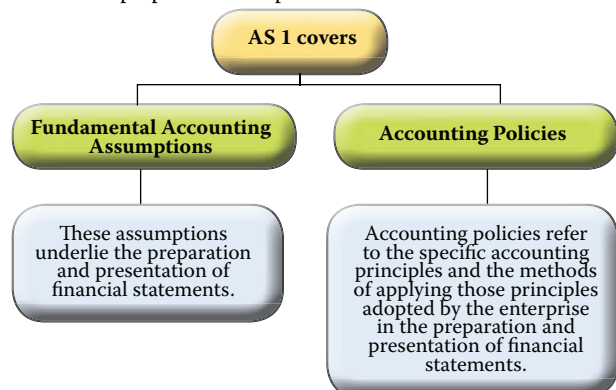 AS 1 covers
Fundamental Accounting
Assumptions
Accounting Policies
These assumptions
underlie the preparation
and presentation of
financial statements.
Accounting policies refer
to the specific accounting
principles and the methods
of applying those principles
adopted by the enterprise
in the preparation and
presentation of financial
statements.